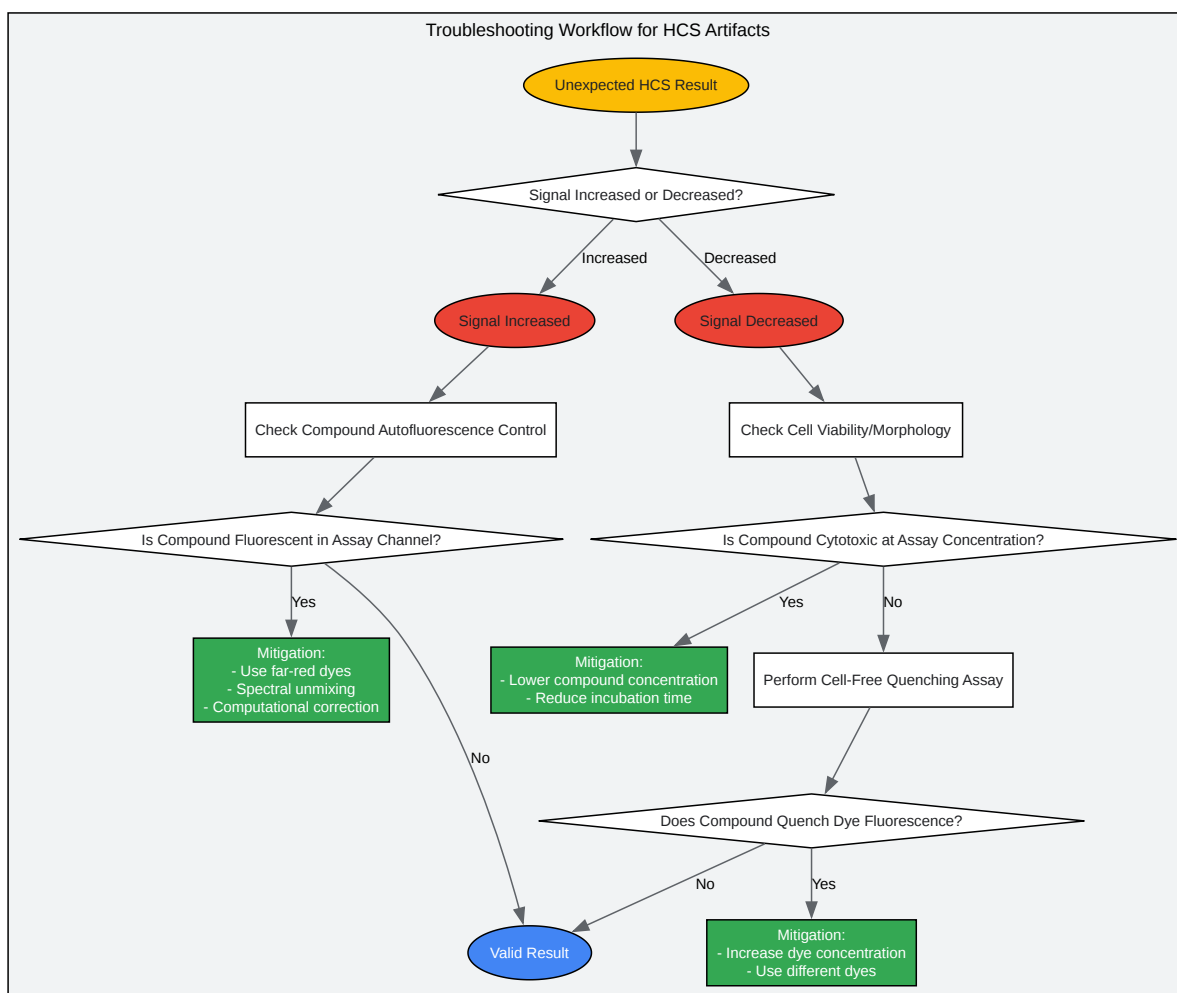 Troubleshooting Workflow for HCS Artifacts
Unexpected HCS Result
Signal Increased or Decreased?
Increased
Decreased
Signal Increased
Signal Decreased
Check Compound Autofluorescence Control
Check Cell Viability/Morphology
Is Compound Fluorescent in Assay Channel?
Is Compound Cytotoxic at Assay Concentration?
Yes
Yes
No
Mitigation:
- Use far-red dyes
- Spectral unmixing
- Computational correction
Mitigation:
- Lower compound concentration
- Reduce incubation time
Perform Cell-Free Quenching Assay
No
Does Compound Quench Dye Fluorescence?
No
Yes
Valid Result
Mitigation:
- Increase dye concentration
- Use different dyes